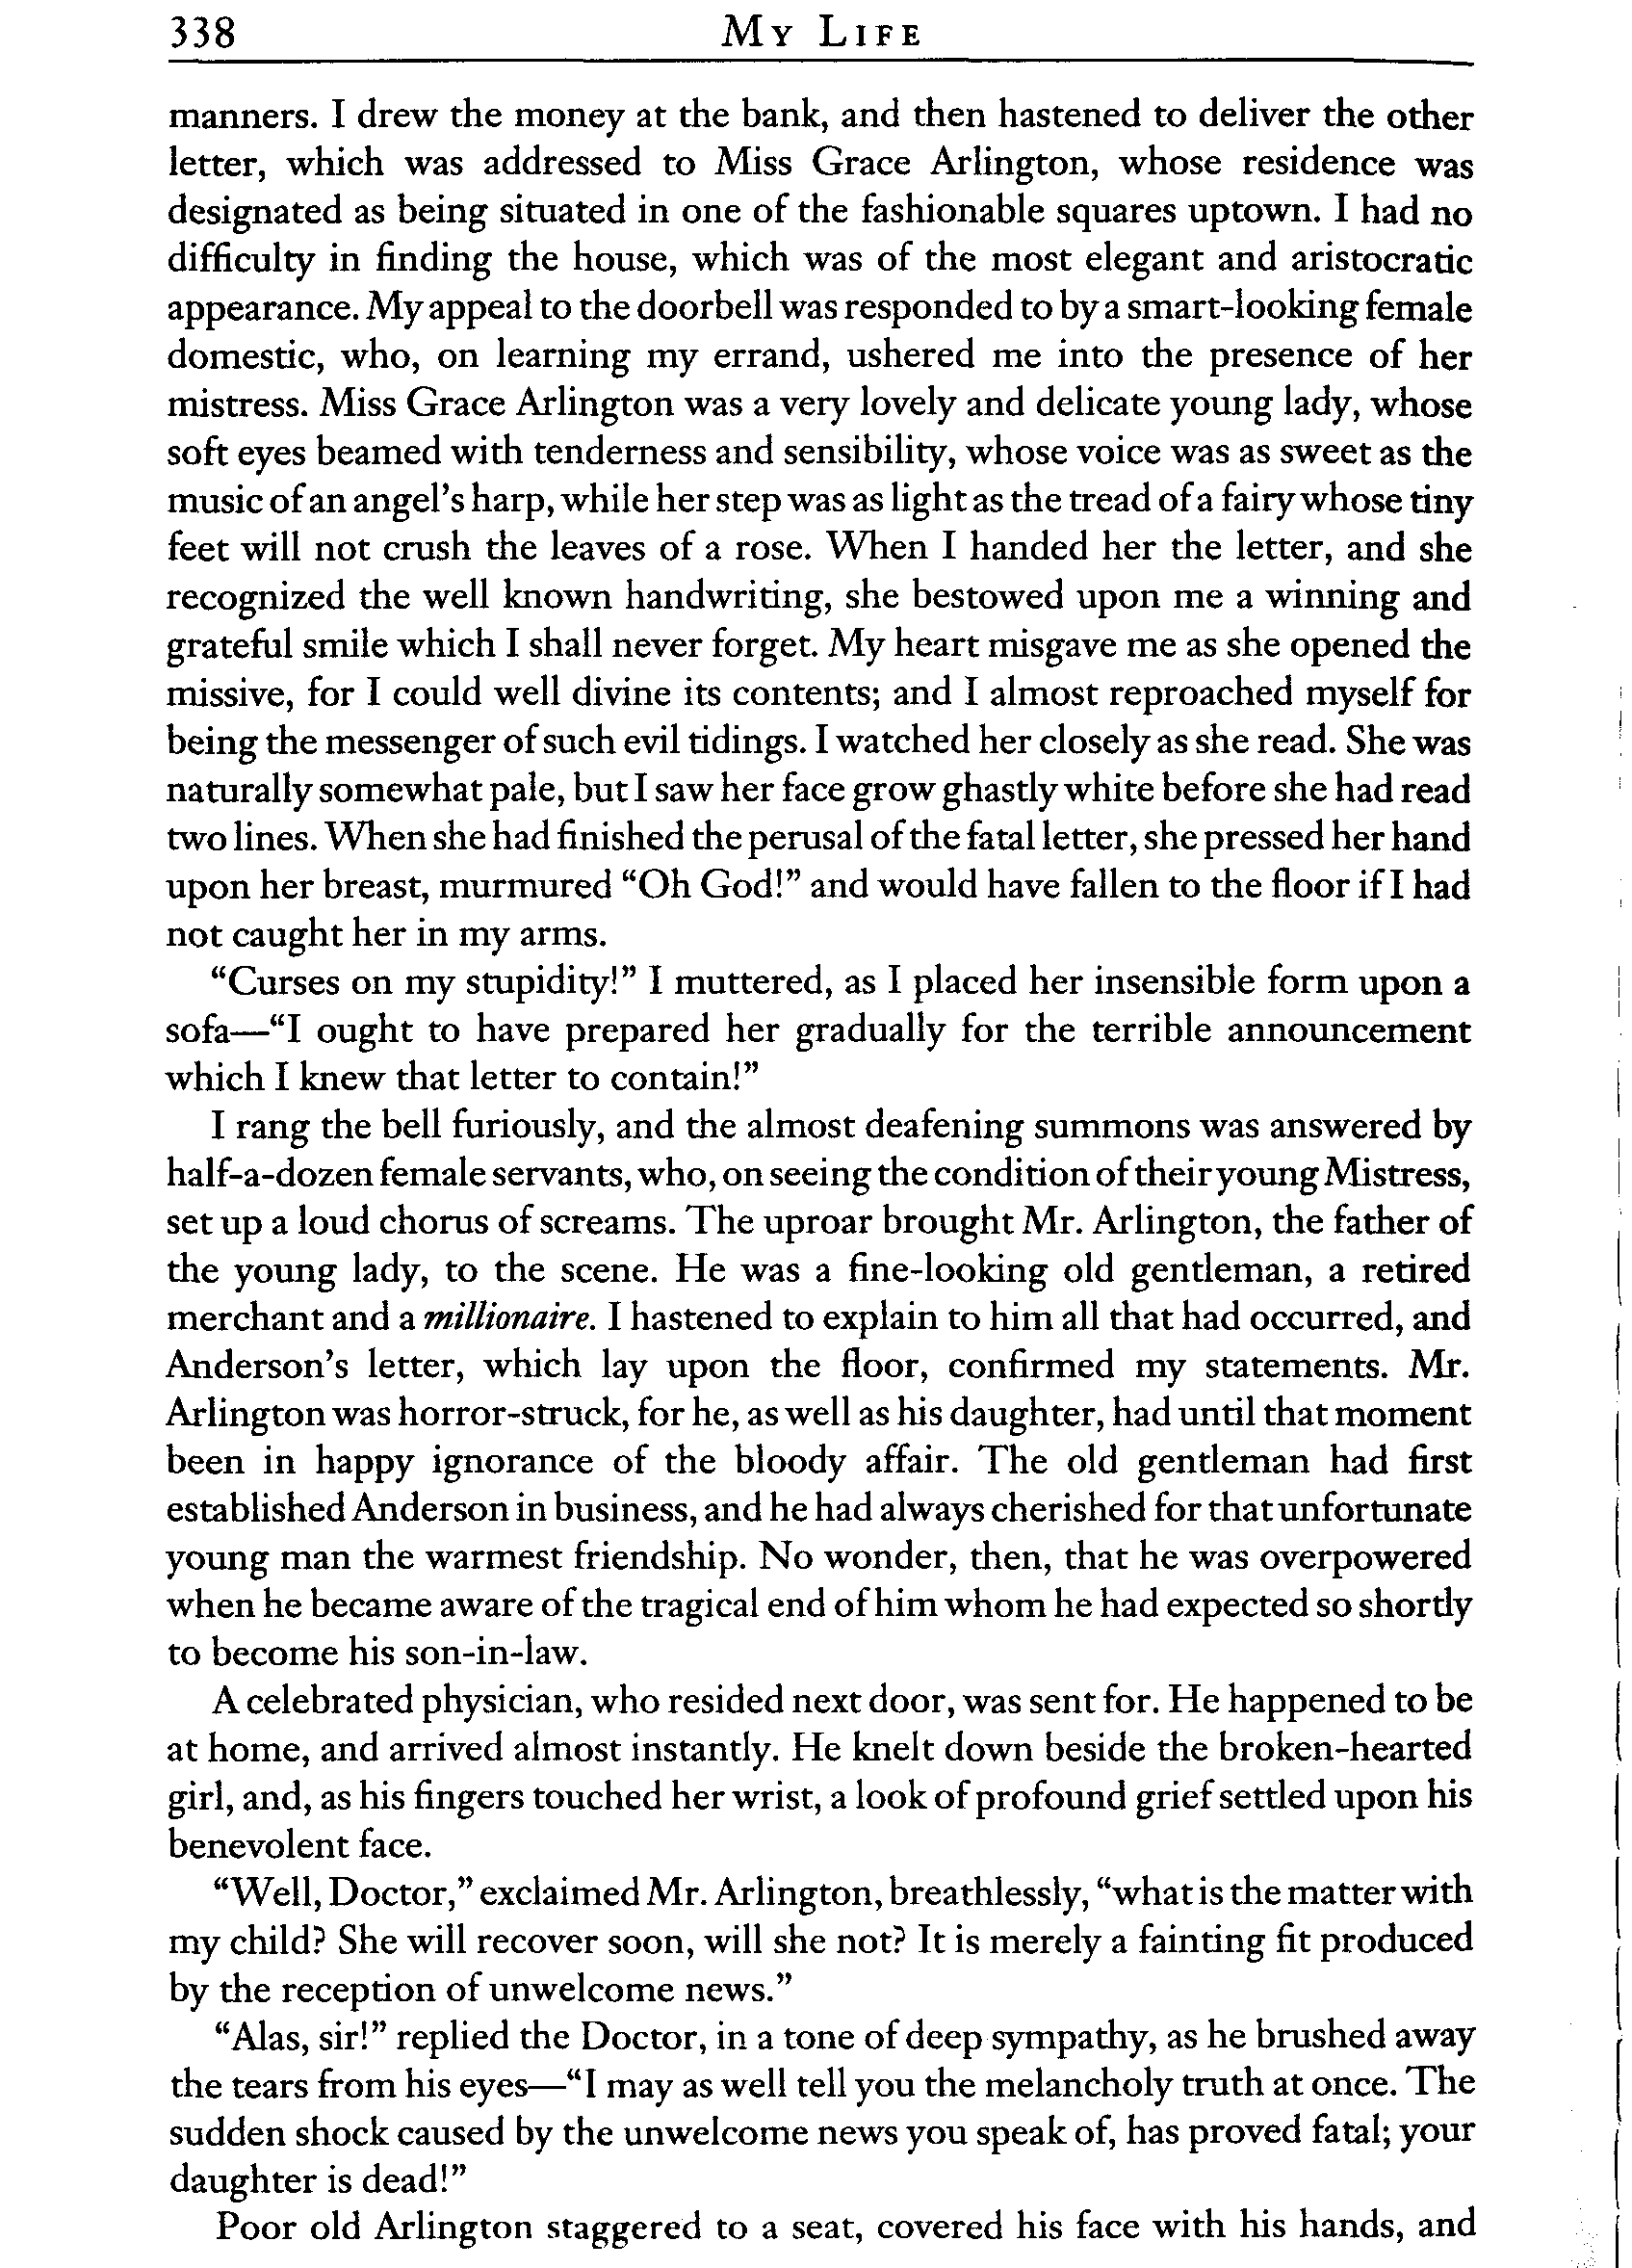 338 My Life
manners. I drew the money at the bank, and then hastened to deliver the other
letter, which was addressed to Miss Grace Arlington, whose residence was
designated as being situated in one of the fashionable squares uptown. I had no
difficulty in finding the house, which was of the most elegant and aristocratic
appearance. My appeal to the doorbell was responded to by a smart-looking female
domestic, who, on learning my errand, ushered me into the presence of her
mistress. Miss Grace Arlington was a very lovely and delicate young lady, whose
soft eyes beamed with tenderness and sensibility, whose voice was as sweet as the
music of an angel's harp, while her step was as light as the tread of a fairy whose tiny
feet will not crush the leaves of a rose. When I handed her the letter, and she
recognized the well known handwriting, she bestowed upon me a winning and
grateful smile which I shall never forget. My heart misgave me as she opened the
missive, for I could well divine its contents; and I almost reproached myself for
being the messenger of such evil tidings. I watched her closely as she read. She was
naturally somewhat pale, but I saw her face grow ghastly white before she had read
two lines. When she had finished the perusal of the fatal letter, she pressed her hand
upon her breast, murmured “Oh God!” and would have fallen to the floor if I had
not caught her in my arms.
“Curses on my stupidity!” I muttered, as I placed her insensible form upon a
sofa—“I ought to have prepared her gradually for the terrible announcement
which I knew that letter to contain!”
I rang the bell furiously, and the almost deafening summons was answered by
half-a-dozen female servants, who, on seeing the condition of their young Mistress,
set up a loud chorus of screams. The uproar brought Mr. Arlington, the father of
the young lady, to the scene. He was a fine-looking old gentleman, a retired
merchant and a millionaire. I hastened to explain to him all that had occurred, and
Anderson's letter, which lay upon the floor, confirmed my statements. Mr.
Arlington was horror-struck, for he, as well as his daughter, had until that moment
been in happy ignorance of the bloody affair. The old gentleman had first
established Anderson in business, and he had always cherished for that unfortunate
young man the warmest friendship. No wonder, then, that he was overpowered
when he became aware of the tragical end of him whom he had expected so shortly
to become his son-in-law.
A celebrated physician, who resided next door, was sent for. He happened to be
at home, and arrived almost instantly. He knelt down beside the broken-hearted
girl, and, as his fingers touched her wrist, a look of profound grief settled upon his
benevolent face.
“Well, Doctor,” exclaimed Mr. Arlington, breathlessly, “what is the matter with
my child? She will recover soon, will she not? It is merely a fainting fit produced
by the reception of unwelcome news.”
“Alas, sir!” replied the Doctor, in a tone of deep sympathy, as he brushed away
the tears from his eyes—“I may as well tell you the melancholy truth at once. The
sudden shock caused by the unwelcome news you speak of, has proved fatal; your
daughter is dead!”
Poor old Arlington staggered to a seat, covered his face with his hands, and